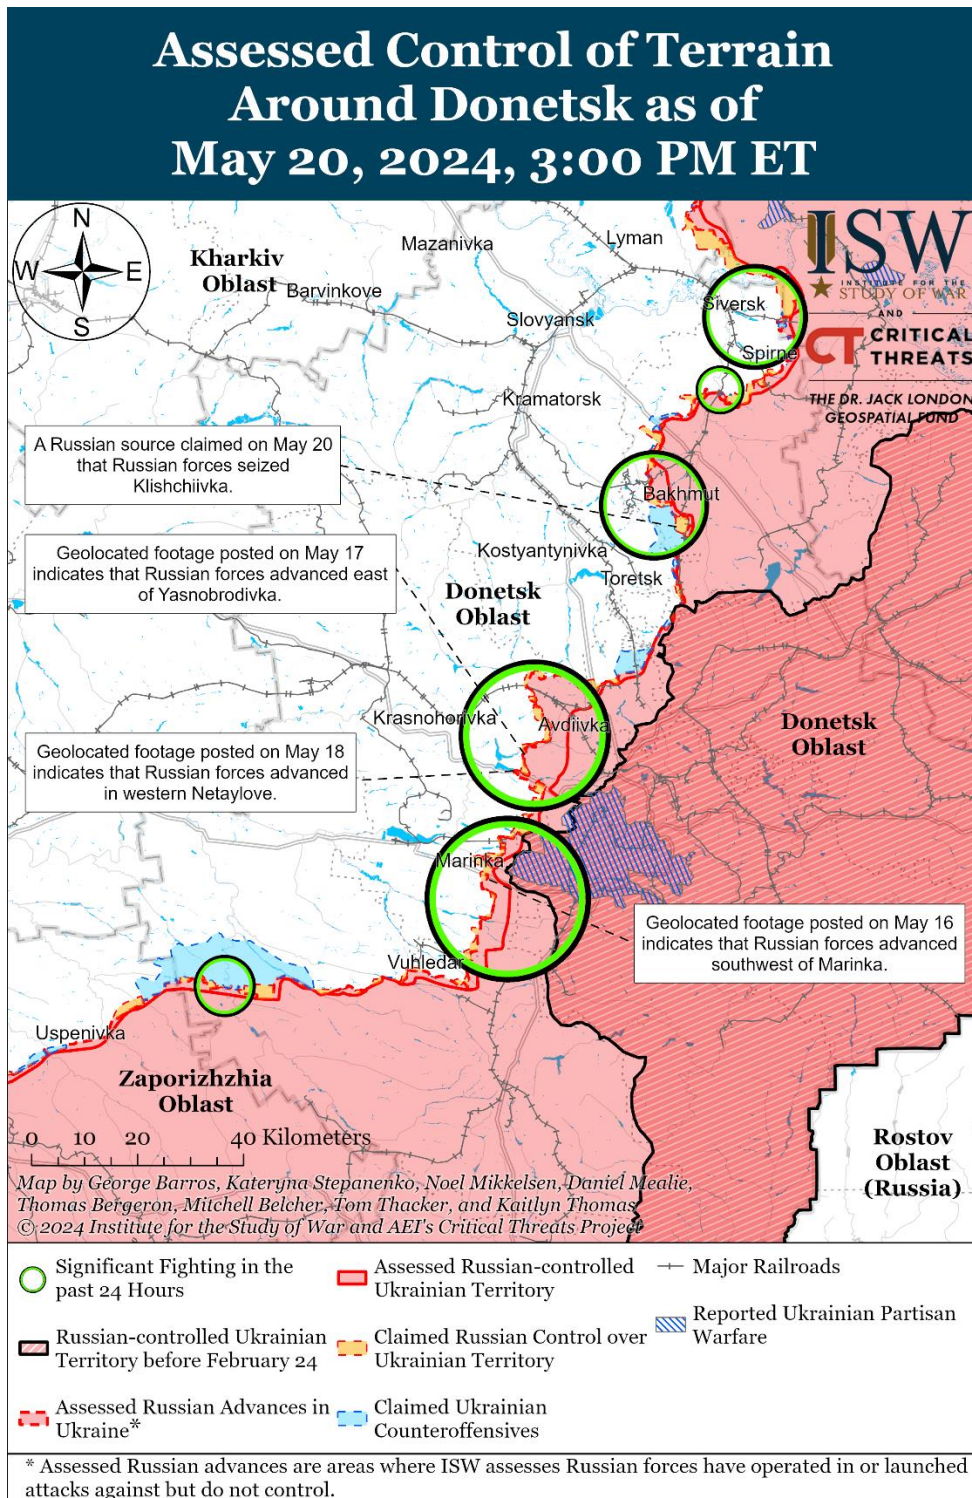 Assessed Control of Terrain
Around Donetsk as of
May 20, 2024, 3:00 PM ET
N
W
E
S
Kharkiv
Oblast
Mazanivka
Lyman
Barvinkove
Slovyansk
Siversk
Spirne
Kramatorsk
ISW
INSTITUTE FOR THE
STUDY OF WAR
AND
CT CRITICAL
THREATS
THE DR. JACK LONDON
GEOSPATIAL FUND
A Russian source claimed on May 20
that Russian forces seized
Klishchiivka.
Bakhmut
Geolocated footage posted on May 17
indicates that Russian forces advanced east
of Yasnobrodivka.
Kostyantynivka
Toretsk
Donetsk
Oblast
Krasnohorivka
Avdiivka
Donetsk
Oblast
Geolocated footage posted on May 18
indicates that Russian forces advanced
in western Netaylove.
Marinka
Geolocated footage posted on May 16
indicates that Russian forces advanced
southwest of Marinka.
Vuhledar
Uspenivka
Zaporizhzhia
Oblast
0 10 20 40 Kilometers
Rostov
Oblast
(Russia)
Map by George Barros, Kateryna Stepanenko, Noel Mikkelsen, Daniel Mealie,
Thomas Bergeron, Mitchell Belcher, Tom Thacker, and Kaitlyn Thomas
© 2024 Institute for the Study of War and AEI's Critical Threats Project
Significant Fighting in the
past 24 Hours
Russian-controlled Ukrainian
Territory before February 24
Assessed Russian Advances in
Ukraine*
Assessed Russian-controlled
Ukrainian Territory
Claimed Russian Control over
Ukrainian Territory
Claimed Ukrainian
Counteroffensives
Major Railroads
Reported Ukrainian Partisan
Warfare
* Assessed Russian advances are areas where ISW assesses Russian forces have operated in or launched
attacks against but do not control.